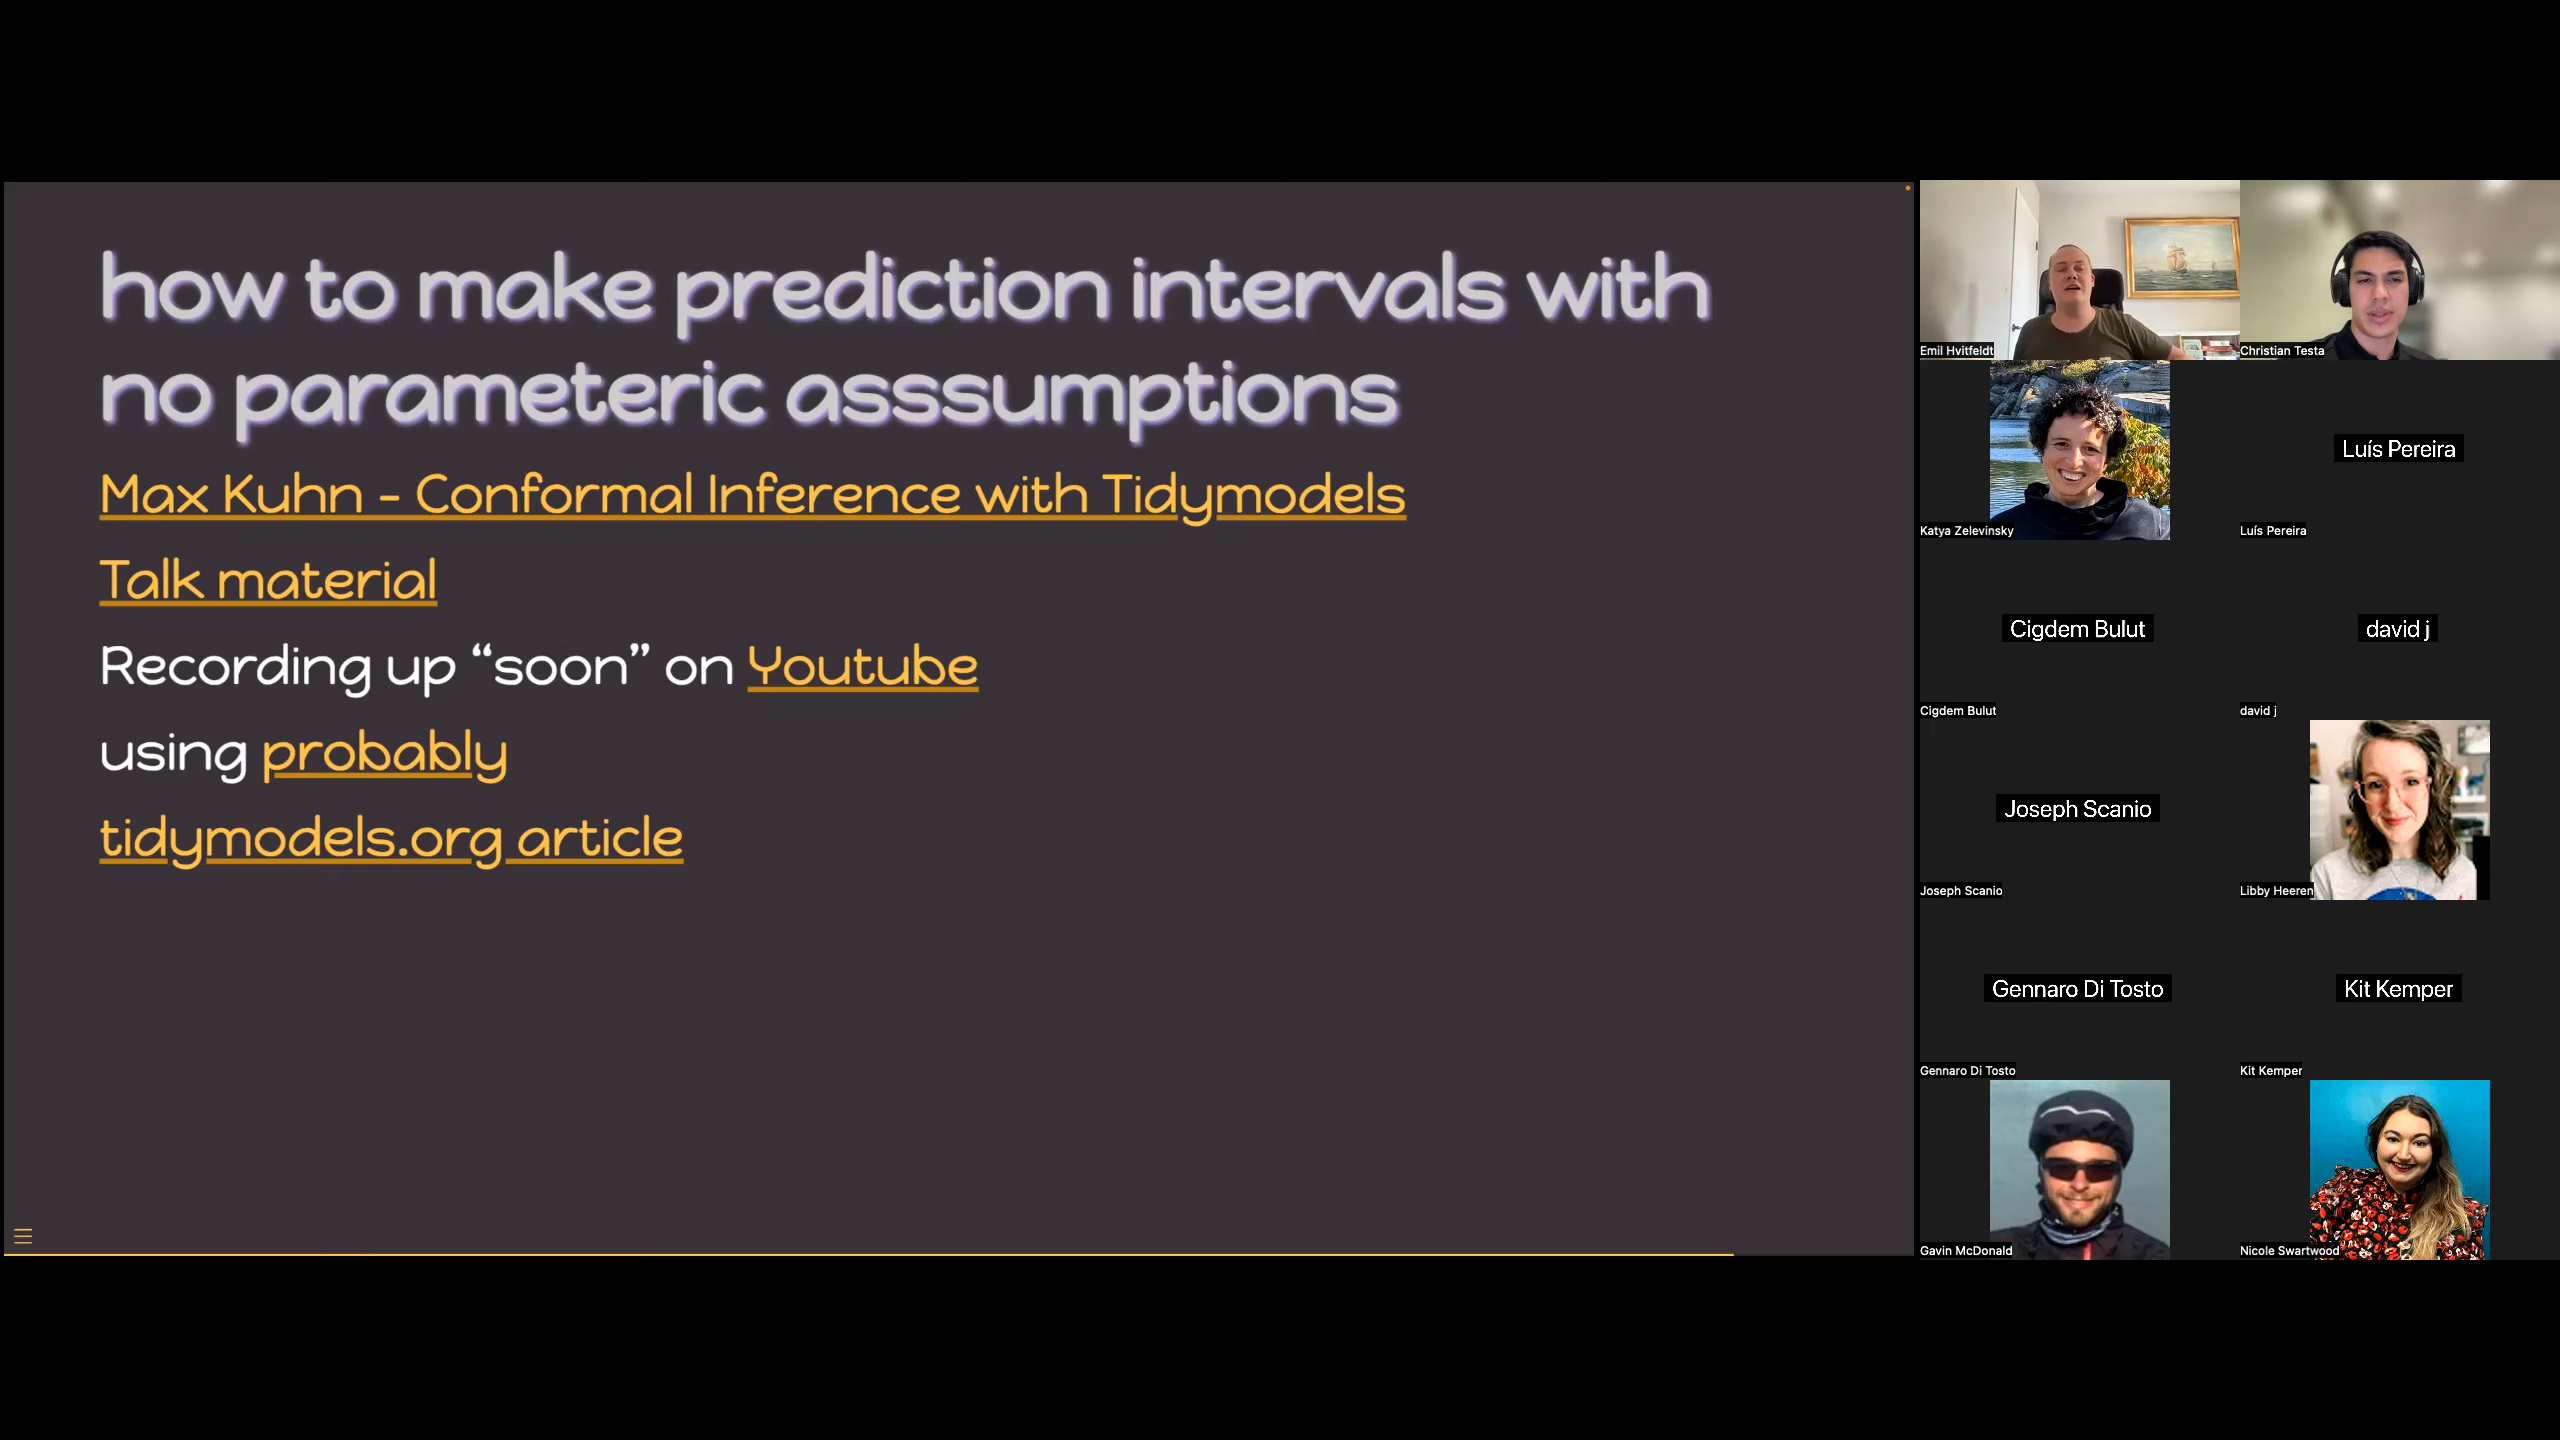 how to make prediction intervals with
no parameteric asssumptions
Max Kuhn - Conformal Inference with Tidymodels
Talk material
Recording up “soon” on Youtube
using probably
tidymodels.org article
Emil Hvitfeldt
Christian Testa
Katya Zelevinsky
Luís Pereira
Luís Pereira
Cigdem Bulut
Cigdem Bulut
david j
david j
Joseph Scanio
Joseph Scanio
Libby Heeren
Gennaro Di Tosto
Gennaro Di Tosto
Kit Kemper
Kit Kemper
Gavin McDonald
Nicole Swartwood